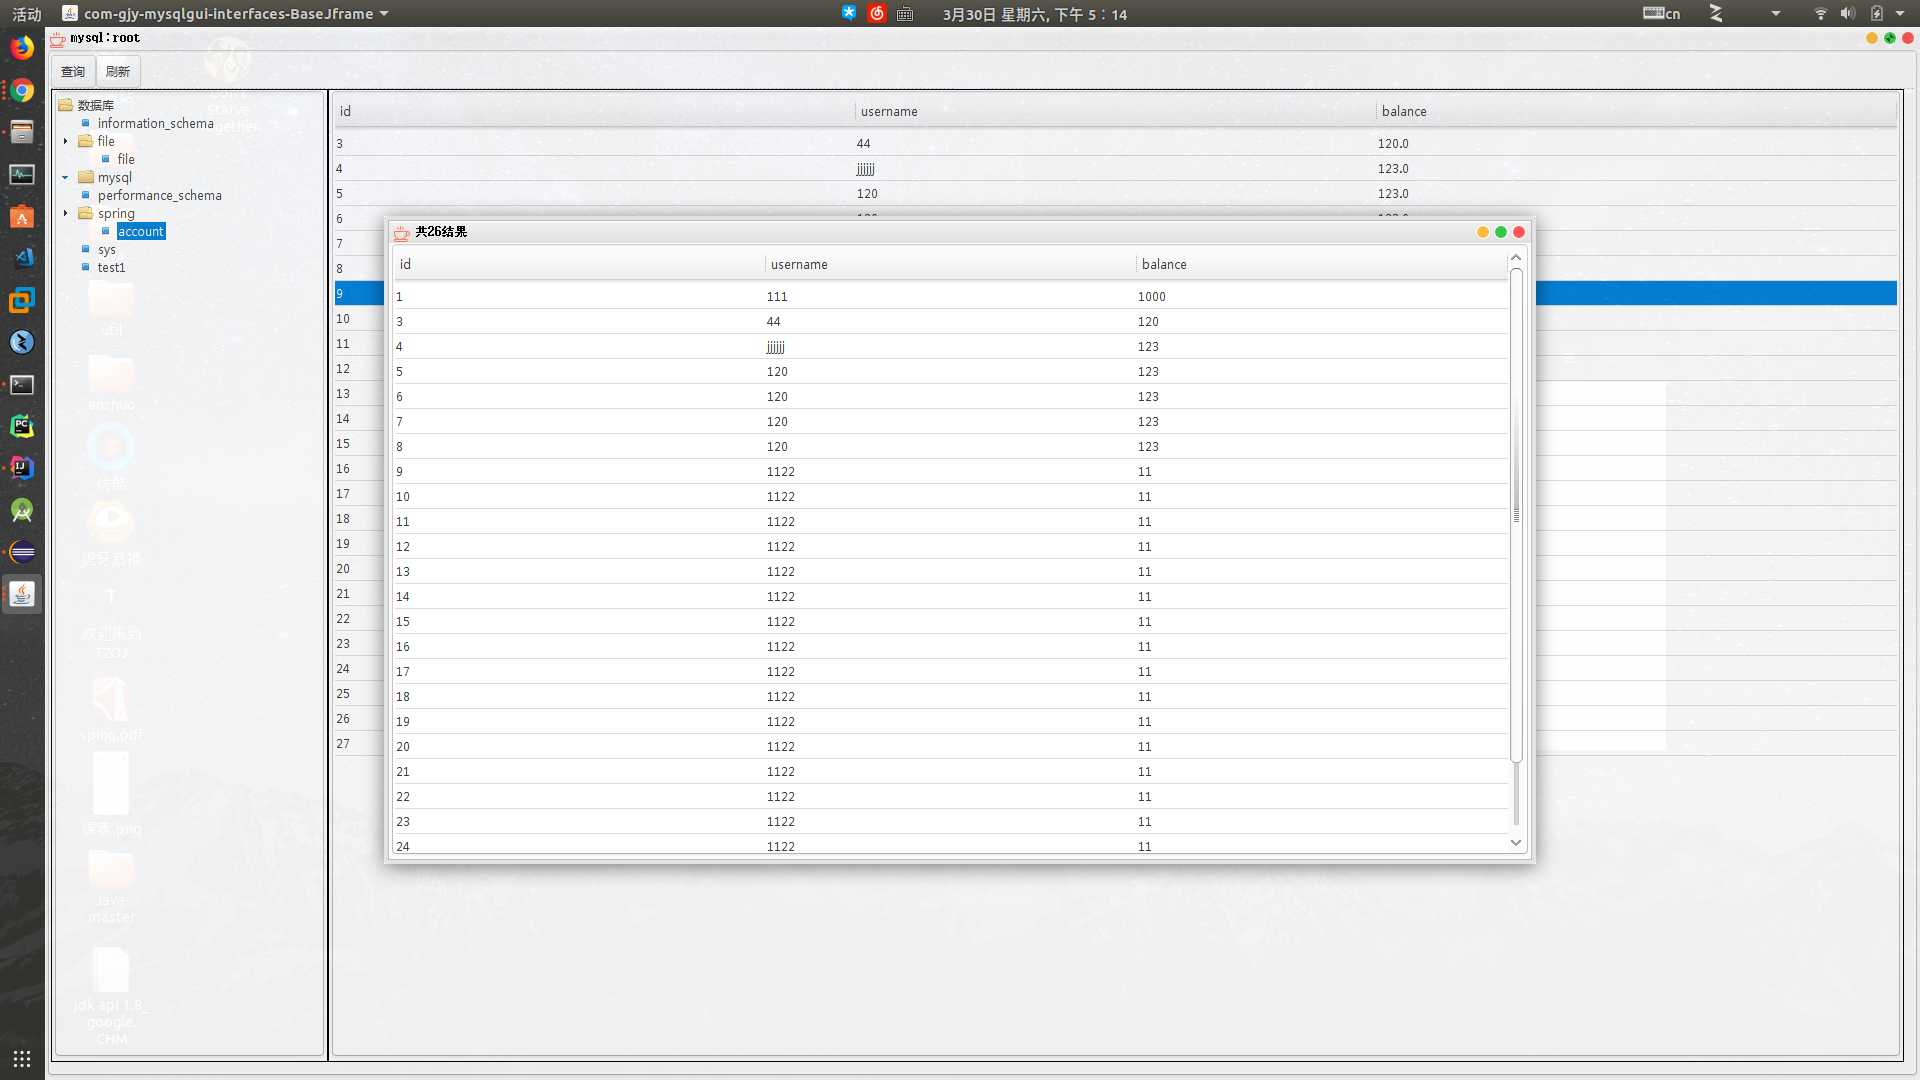 活动 com-gjy-mysqlgui-interfaces-BaseJframe 3月30日 星期六, 下午 5：14 cn
mysql:root
查询 刷新
数据库
information_schema
file
file
mysql
performance_schema
spring
account
sys
test1
Starve
Together
util
anzhuo
优酷
虎牙直播
T
欢迎来到
TZOJ
sping.pdf
课表.png
Java-
master
jdk api 1.8_
google.
CHM
id username balance
3 44 120.0
4 jjjjjj 123.0
5 120 123.0
6
7
8
9
10
11
12
13
14
15
16
17
18
19
20
21
22
23
24
25
26
27
共26结果
id username balance
1 111 1000
3 44 120
4 jjjjjj 123
5 120 123
6 120 123
7 120 123
8 120 123
9 1122 11
10 1122 11
11 1122 11
12 1122 11
13 1122 11
14 1122 11
15 1122 11
16 1122 11
17 1122 11
18 1122 11
19 1122 11
20 1122 11
21 1122 11
22 1122 11
23 1122 11
24 1122 11